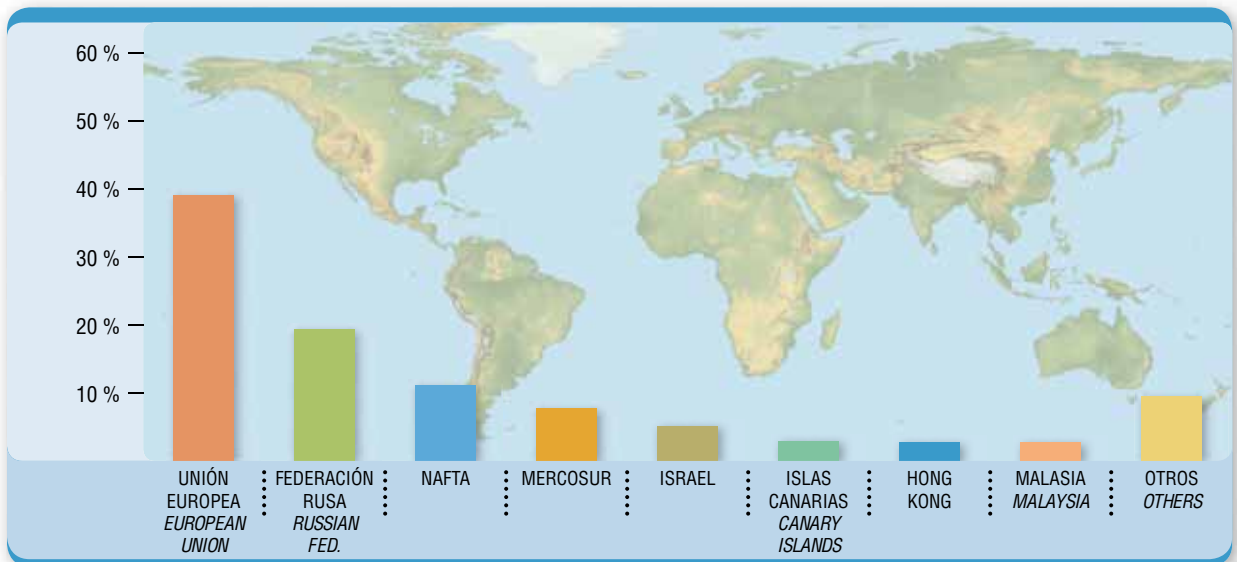 60 %
50 %
40 %
30 %
20 %
10 %
UNIÓN
EUROPEA
EUROPEAN
UNION
FEDERACIÓN
RUSA
RUSSIAN
FED.
NAFTA
MERCOSUR
ISRAEL
ISLAS
CANARIAS
CANARY
ISLANDS
HONG
KONG
MALASIA
MALAYSIA
OTROS
OTHERS